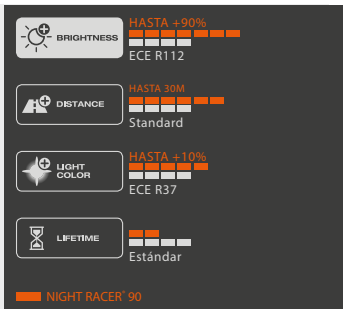 HASTA +90%
BRIGHTNESS
ECE R112
HASTA 30M
DISTANCE
Standard
HASTA +10%
LIGHT
COLOR
ECE R37
LIFETIME
Estándar
NIGHT RACER® 90